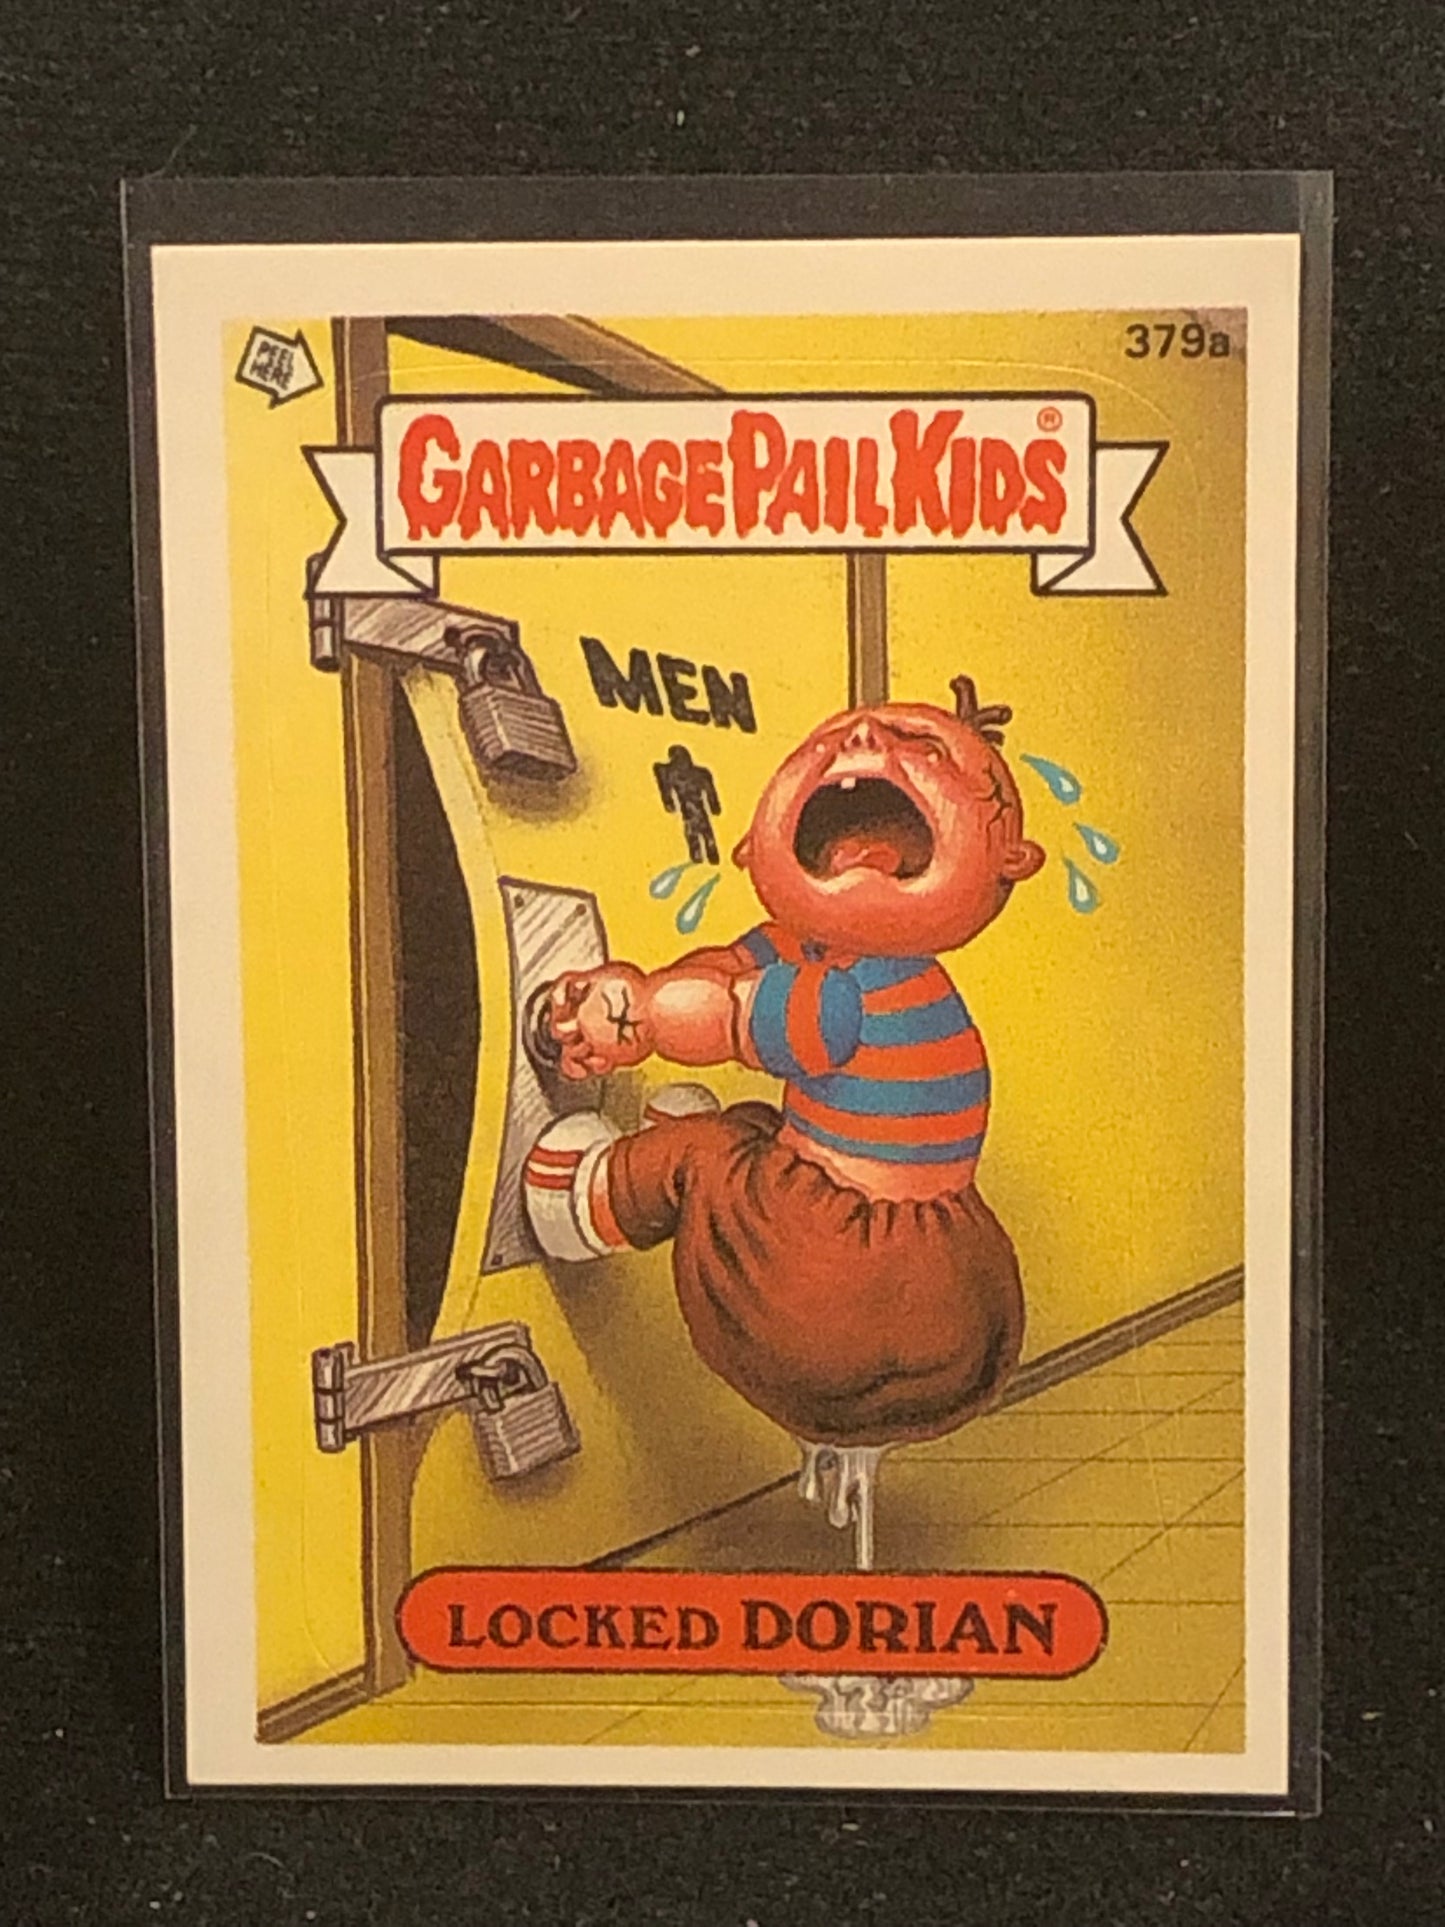 PEEL
HERE
379a
GARBAGE PAIL KIDS®
MEN
LOCKED DORIAN